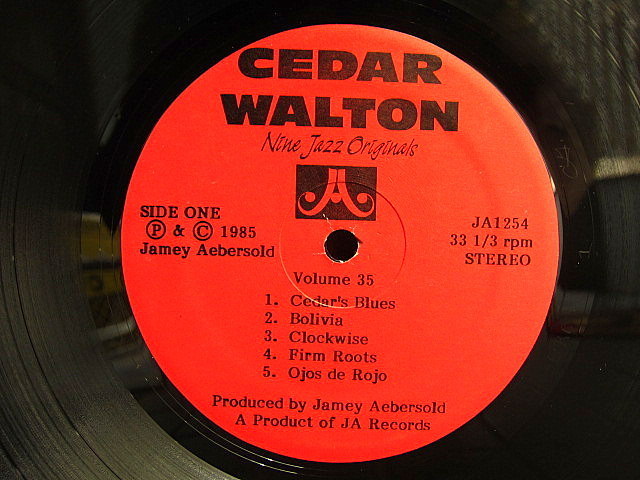 CEDAR
WALTON
Nine Jazz Originals
JA
SIDE ONE
Ⓟ & © 1985
Jamey Aebersold
JA1254
33 1/3 rpm
STEREO
Volume 35
1. Cedar's Blues
2. Bolivia
3. Clockwise
4. Firm Roots
5. Ojos de Rojo
Produced by Jamey Aebersold
A Product of JA Records